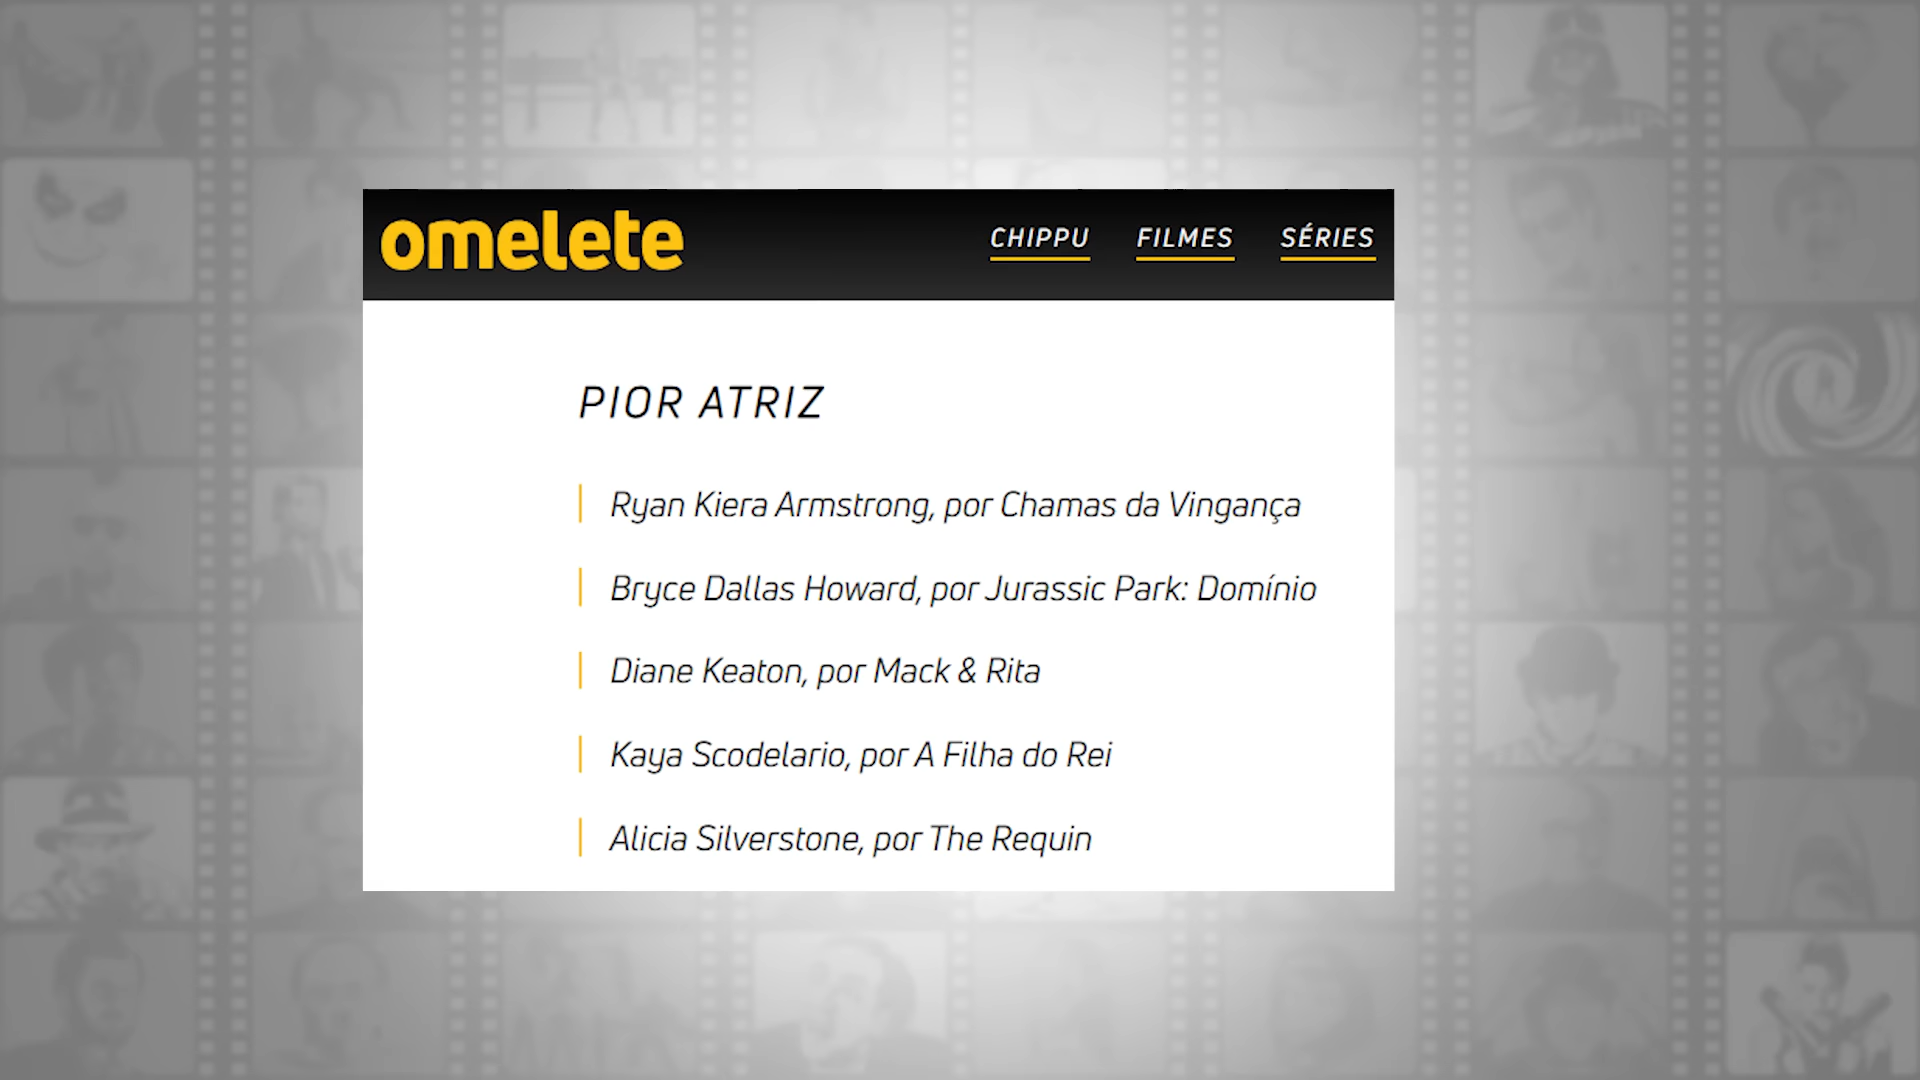 omelete
CHIPPU FILMES SÉRIES
PIOR ATRIZ
Ryan Kiera Armstrong, por Chamas da Vingança
Bryce Dallas Howard, por Jurassic Park: Domínio
Diane Keaton, por Mack & Rita
Kaya Scodelario, por A Filha do Rei
Alicia Silverstone, por The Requin